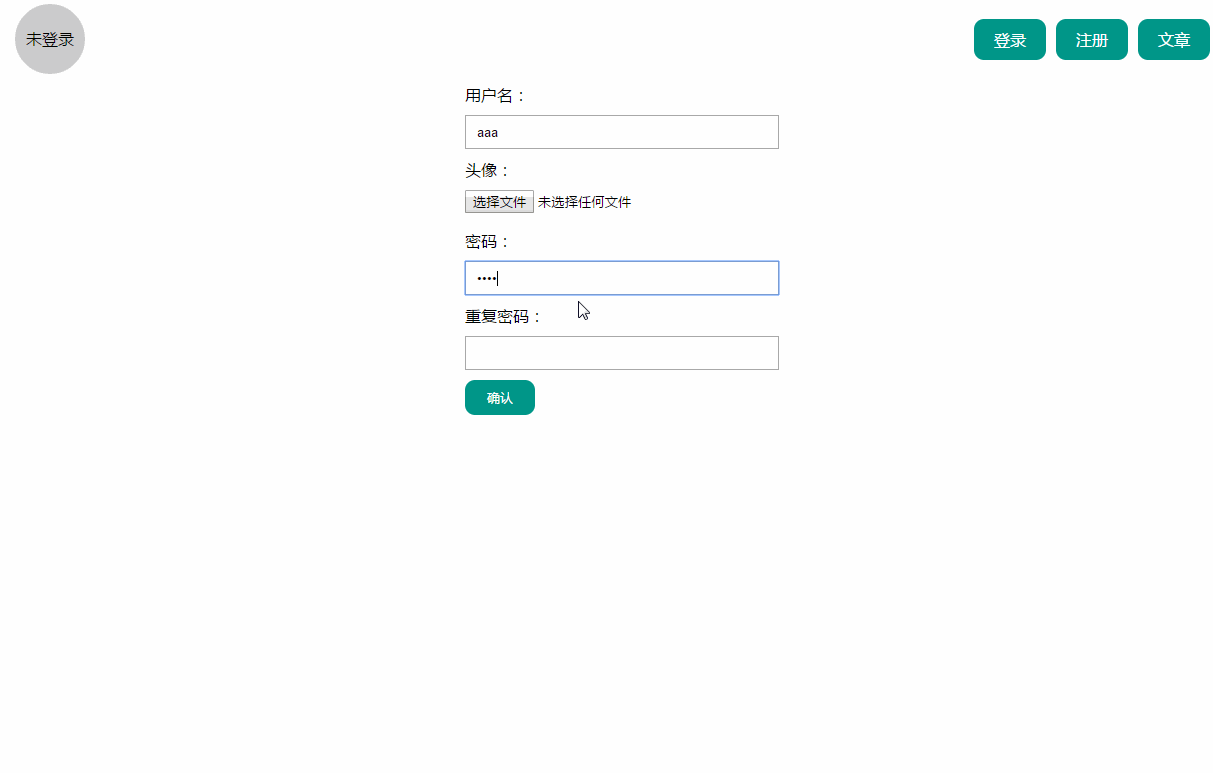 未登录
登录 注册 文章
用户名：
aaa
头像：
选择文件 未选择任何文件
密码：
••••
重复密码：
确认